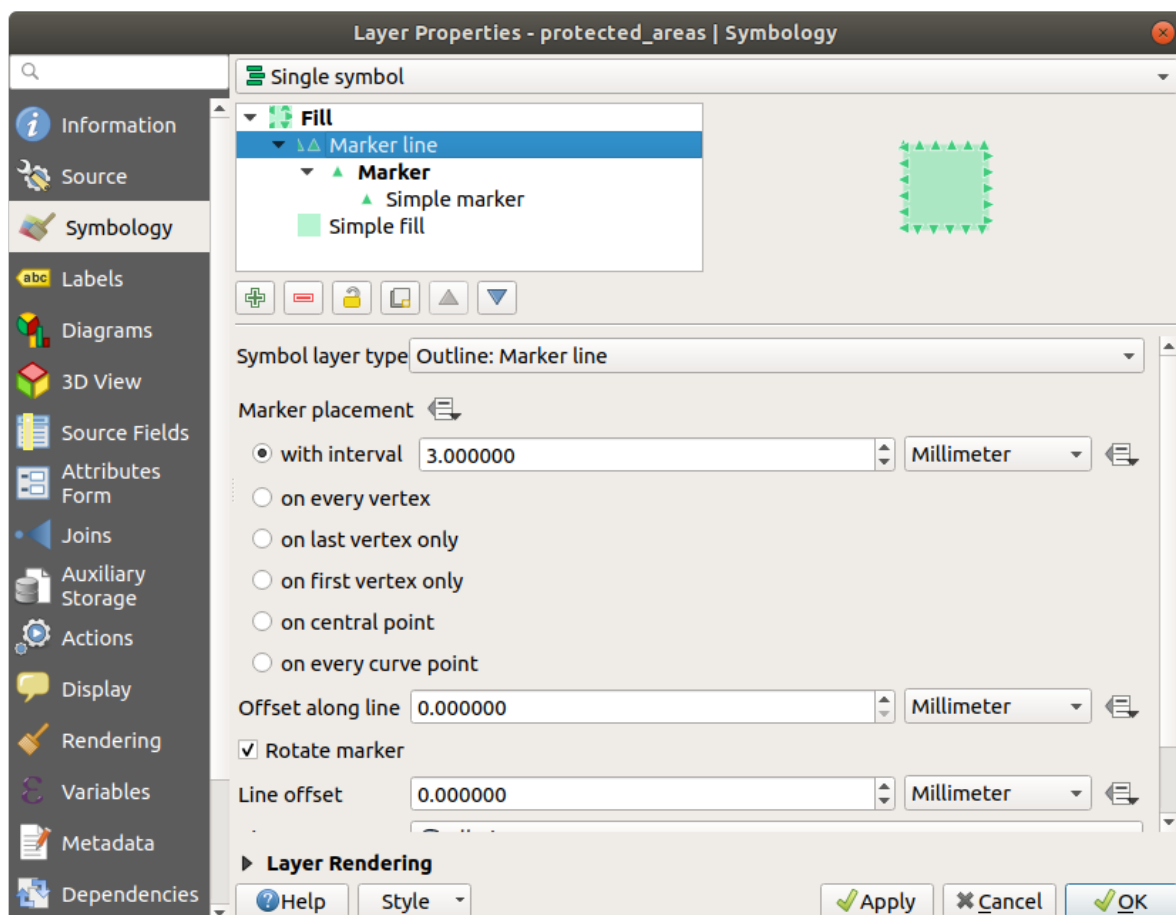 Layer Properties - protected_areas | Symbology
Single symbol
Information
Source
Symbology
abc Labels
Diagrams
3D View
Source Fields
Attributes
Form
Joins
Auxiliary
Storage
Actions
Display
Rendering
Variables
Metadata
Dependencies
Fill
Marker line
Marker
Simple marker
Simple fill
Symbol layer type Outline: Marker line
Marker placement
with interval 3.000000 Millimeter
on every vertex
on last vertex only
on first vertex only
on central point
on every curve point
Offset along line 0.000000 Millimeter
Rotate marker
Line offset 0.000000 Millimeter
Layer Rendering
Help Style Apply Cancel OK